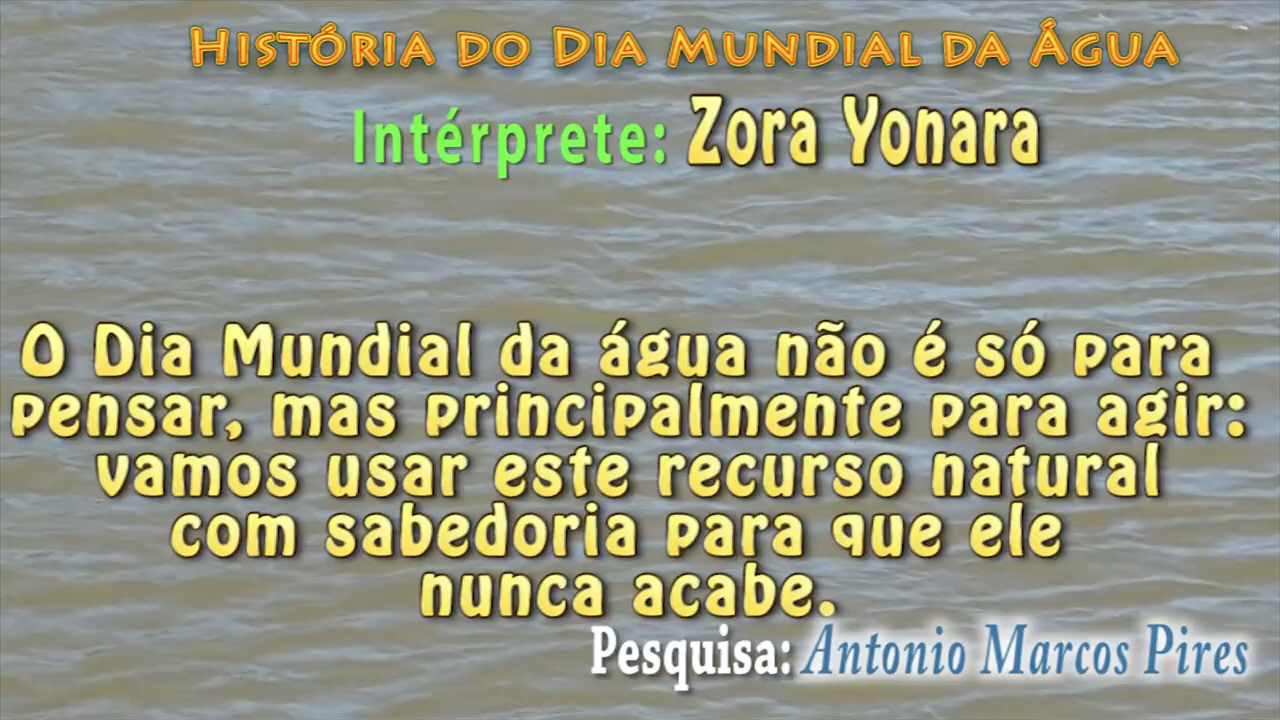 História do Dia Mundial da Água
Intérprete: Zora Yonara
O Dia Mundial da água não é só para
pensar, mas principalmente para agir:
vamos usar este recurso natural
com sabedoria para que ele
nunca acabe.
Pesquisa: Antonio Marcos Pires